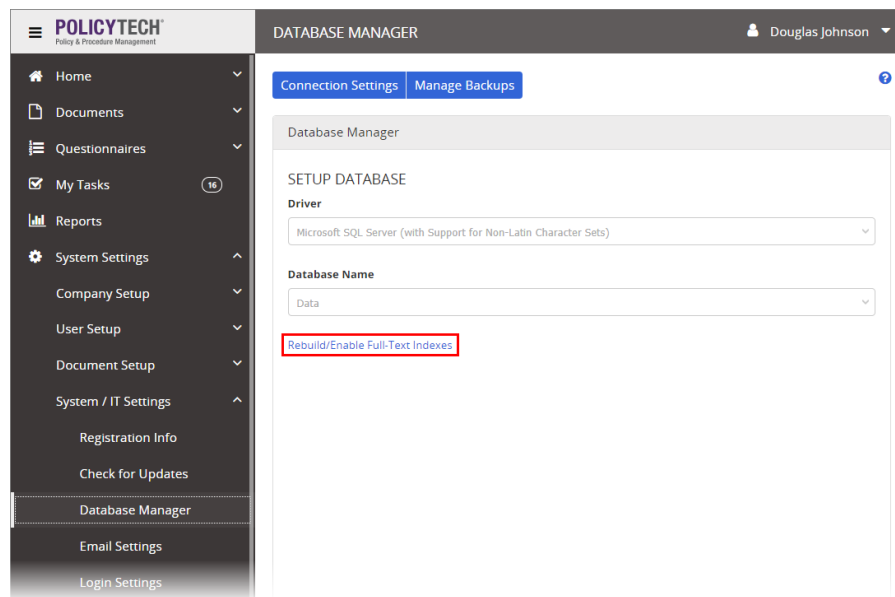 POLICYTECH®
Policy & Procedure Management
DATABASE MANAGER
Douglas Johnson
Home
Documents
Questionnaires
My Tasks 16
Reports
System Settings
Company Setup
User Setup
Document Setup
System / IT Settings
Registration Info
Check for Updates
Database Manager
Email Settings
Login Settings
Connection Settings Manage Backups
?
Database Manager
SETUP DATABASE
Driver
Microsoft SQL Server (with Support for Non-Latin Character Sets)
Database Name
Data
Rebuild/Enable Full-Text Indexes